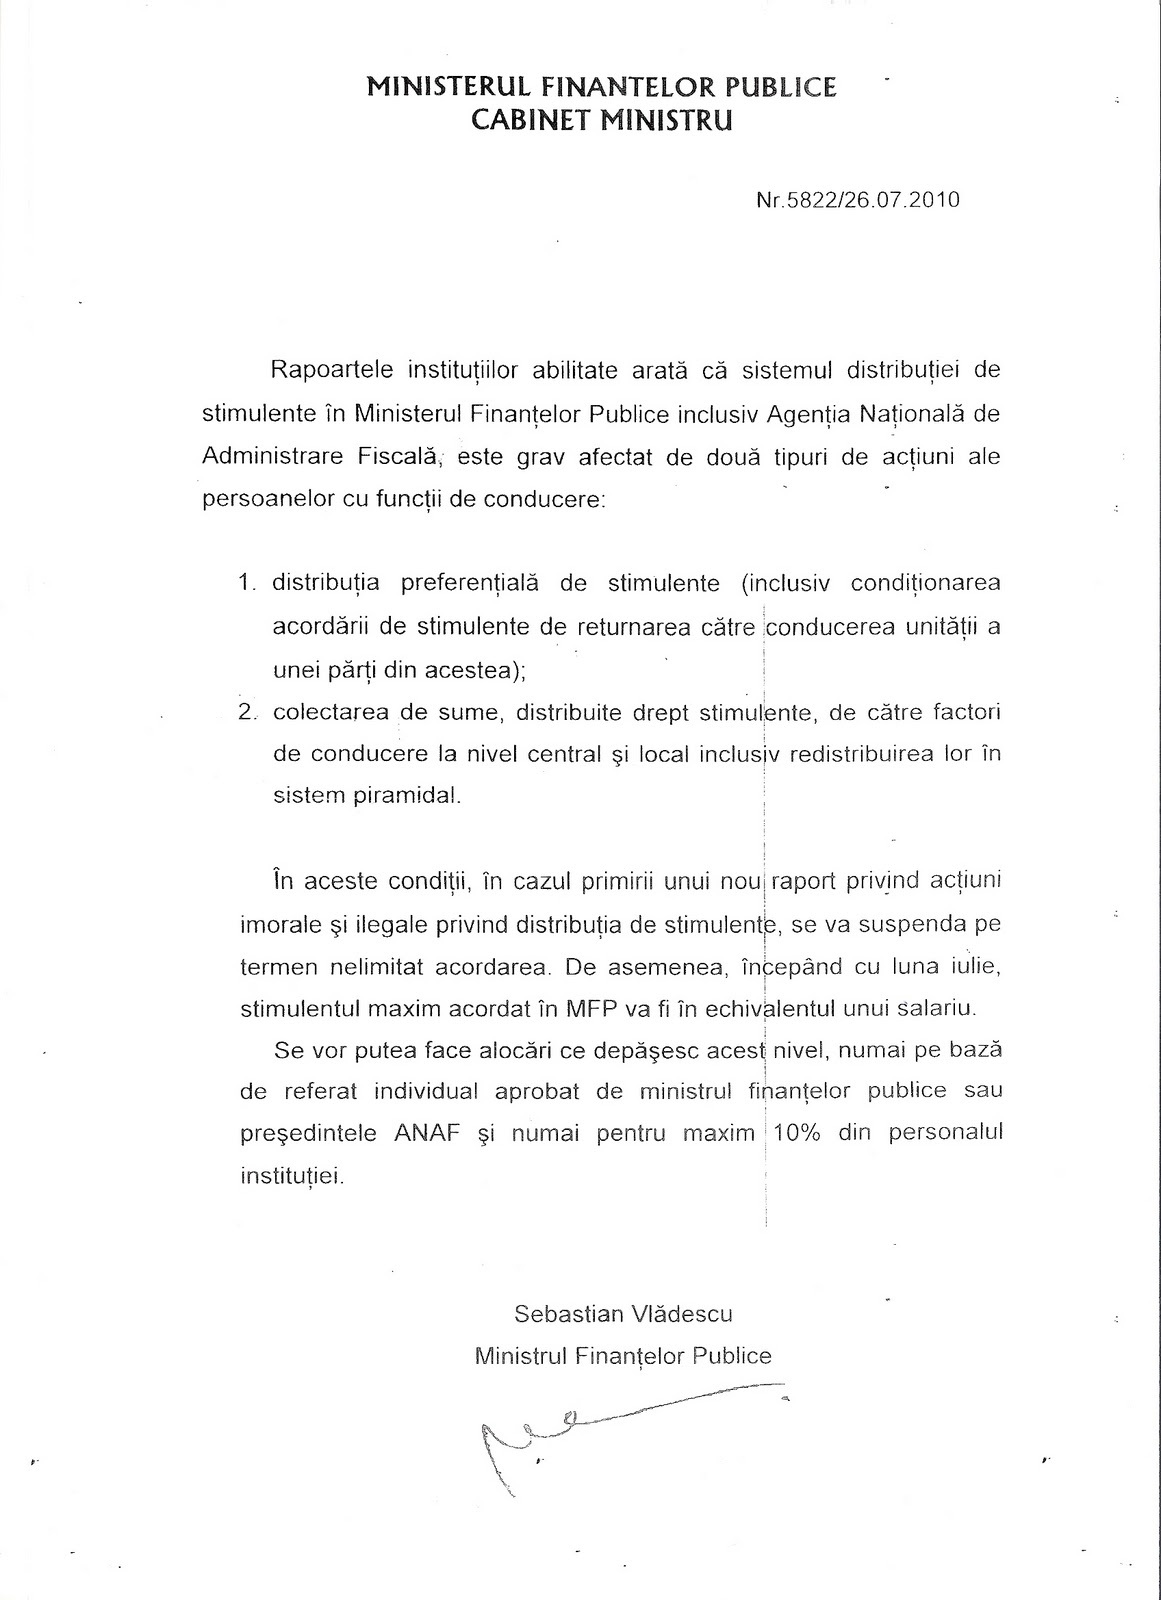 MINISTERUL FINANTELOR PUBLICE
CABINET MINISTRU
Nr.5822/26.07.2010
Rapoartele instituțiilor abilitate arată că sistemul distribuției de
stimulente în Ministerul Finanțelor Publice inclusiv Agenția Națională de
Administrare Fiscală, este grav afectat de două tipuri de acțiuni ale
persoanelor cu funcții de conducere:
1. distribuția preferențială de stimulente (inclusiv condiționarea
acordării de stimulente de returnarea către conducerea unității a
unei părți din acestea);
2. colectarea de sume, distribuite drept stimulente, de către factori
de conducere la nivel central şi local inclusiv redistribuirea lor în
sistem piramidal.
În aceste condiții, în cazul primirii unui nou raport privind acțiuni
imorale şi ilegale privind distribuția de stimulente, se va suspenda pe
termen nelimitat acordarea. De asemenea, începând cu luna iulie,
stimulentul maxim acordat în MFP va fi în echivalentul unui salariu.
Se vor putea face alocări ce depăşesc acest nivel, numai pe bază
de referat individual aprobat de ministrul finanțelor publice sau
preşedintele ANAF şi numai pentru maxim 10% din personalul
instituției.
Sebastian Vlădescu
Ministrul Finanțelor Publice